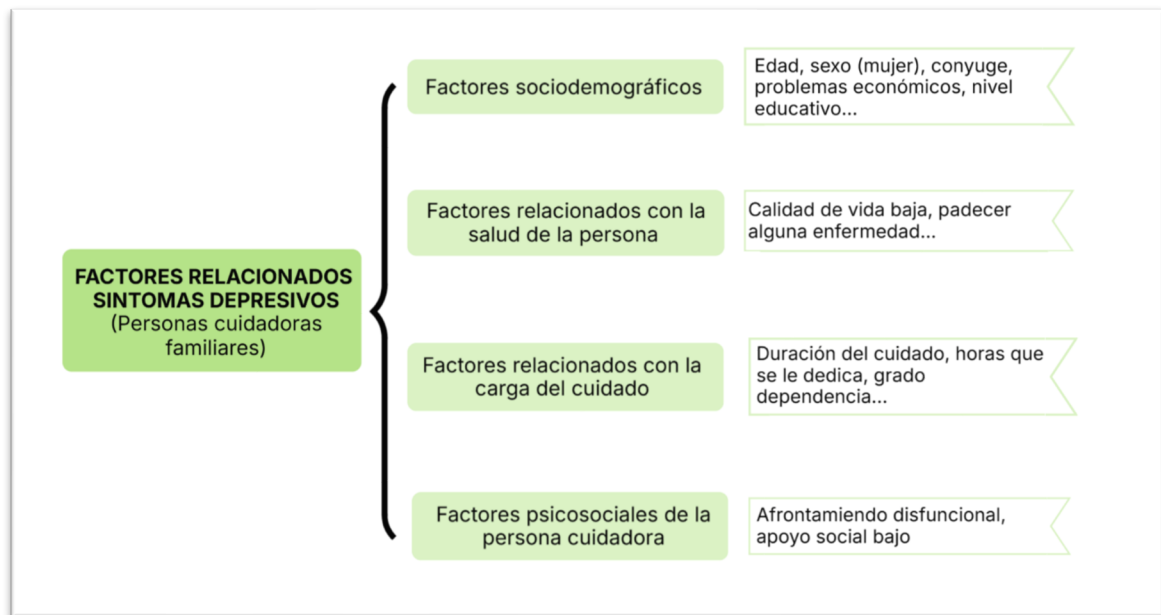 Factores sociodemográficos
Edad, sexo (mujer), conyuge,
problemas económicos, nivel
educativo...
Factores relacionados con la
salud de la persona
Calidad de vida baja, padecer
alguna enfermedad...
FACTORES RELACIONADOS
SINTOMAS DEPRESIVOS
(Personas cuidadoras
familiares)
Factores relacionados con la
carga del cuidado
Duración del cuidado, horas que
se le dedica, grado
dependencia...
Factores psicosociales de la
persona cuidadora
Afrontamiendo disfuncional,
apoyo social bajo